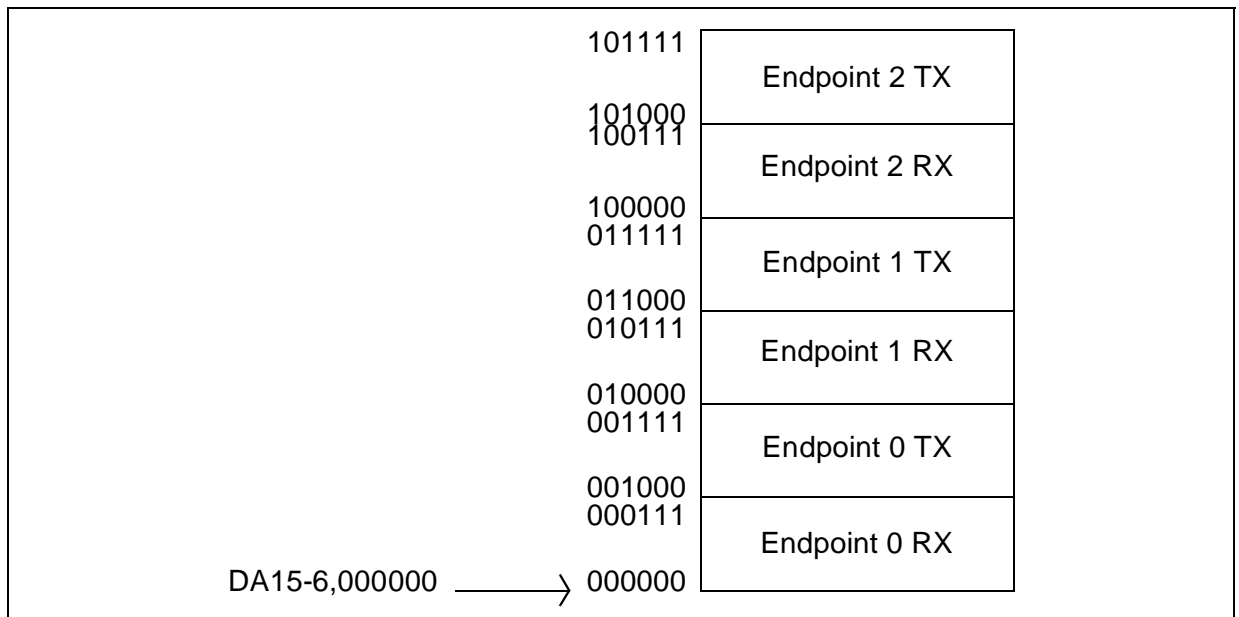 101111
Endpoint 2 TX
101000
100111
Endpoint 2 RX
100000
011111
Endpoint 1 TX
011000
010111
Endpoint 1 RX
010000
001111
Endpoint 0 TX
001000
000111
Endpoint 0 RX
DA15-6,000000 000000